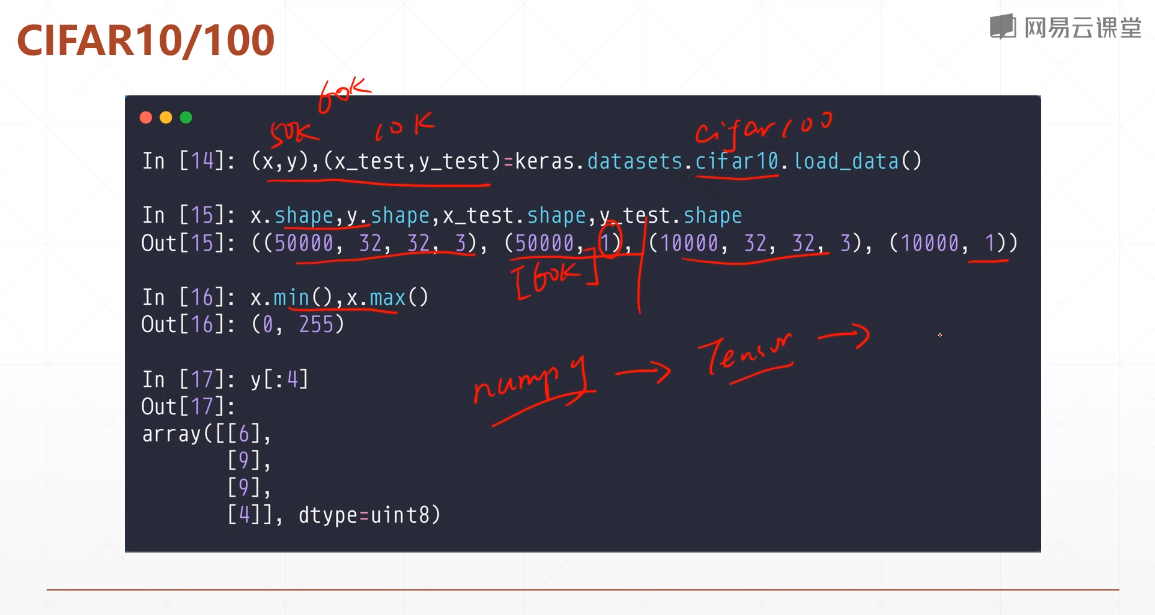 CIFAR10/100
网易云课堂
60K
50K 10K cifar100
In [14]: (x,y),(x_test,y_test)=keras.datasets.cifar10.load_data()
In [15]: x.shape,y.shape,x_test.shape,y_test.shape
Out[15]: ((50000, 32, 32, 3), (50000, 1), (10000, 32, 32, 3), (10000, 1))
[60K]
In [16]: x.min(),x.max()
Out[16]: (0, 255)
numpy → Tensor →
In [17]: y[:4]
Out[17]:
array([[6],
[9],
[9],
[4]], dtype=uint8)